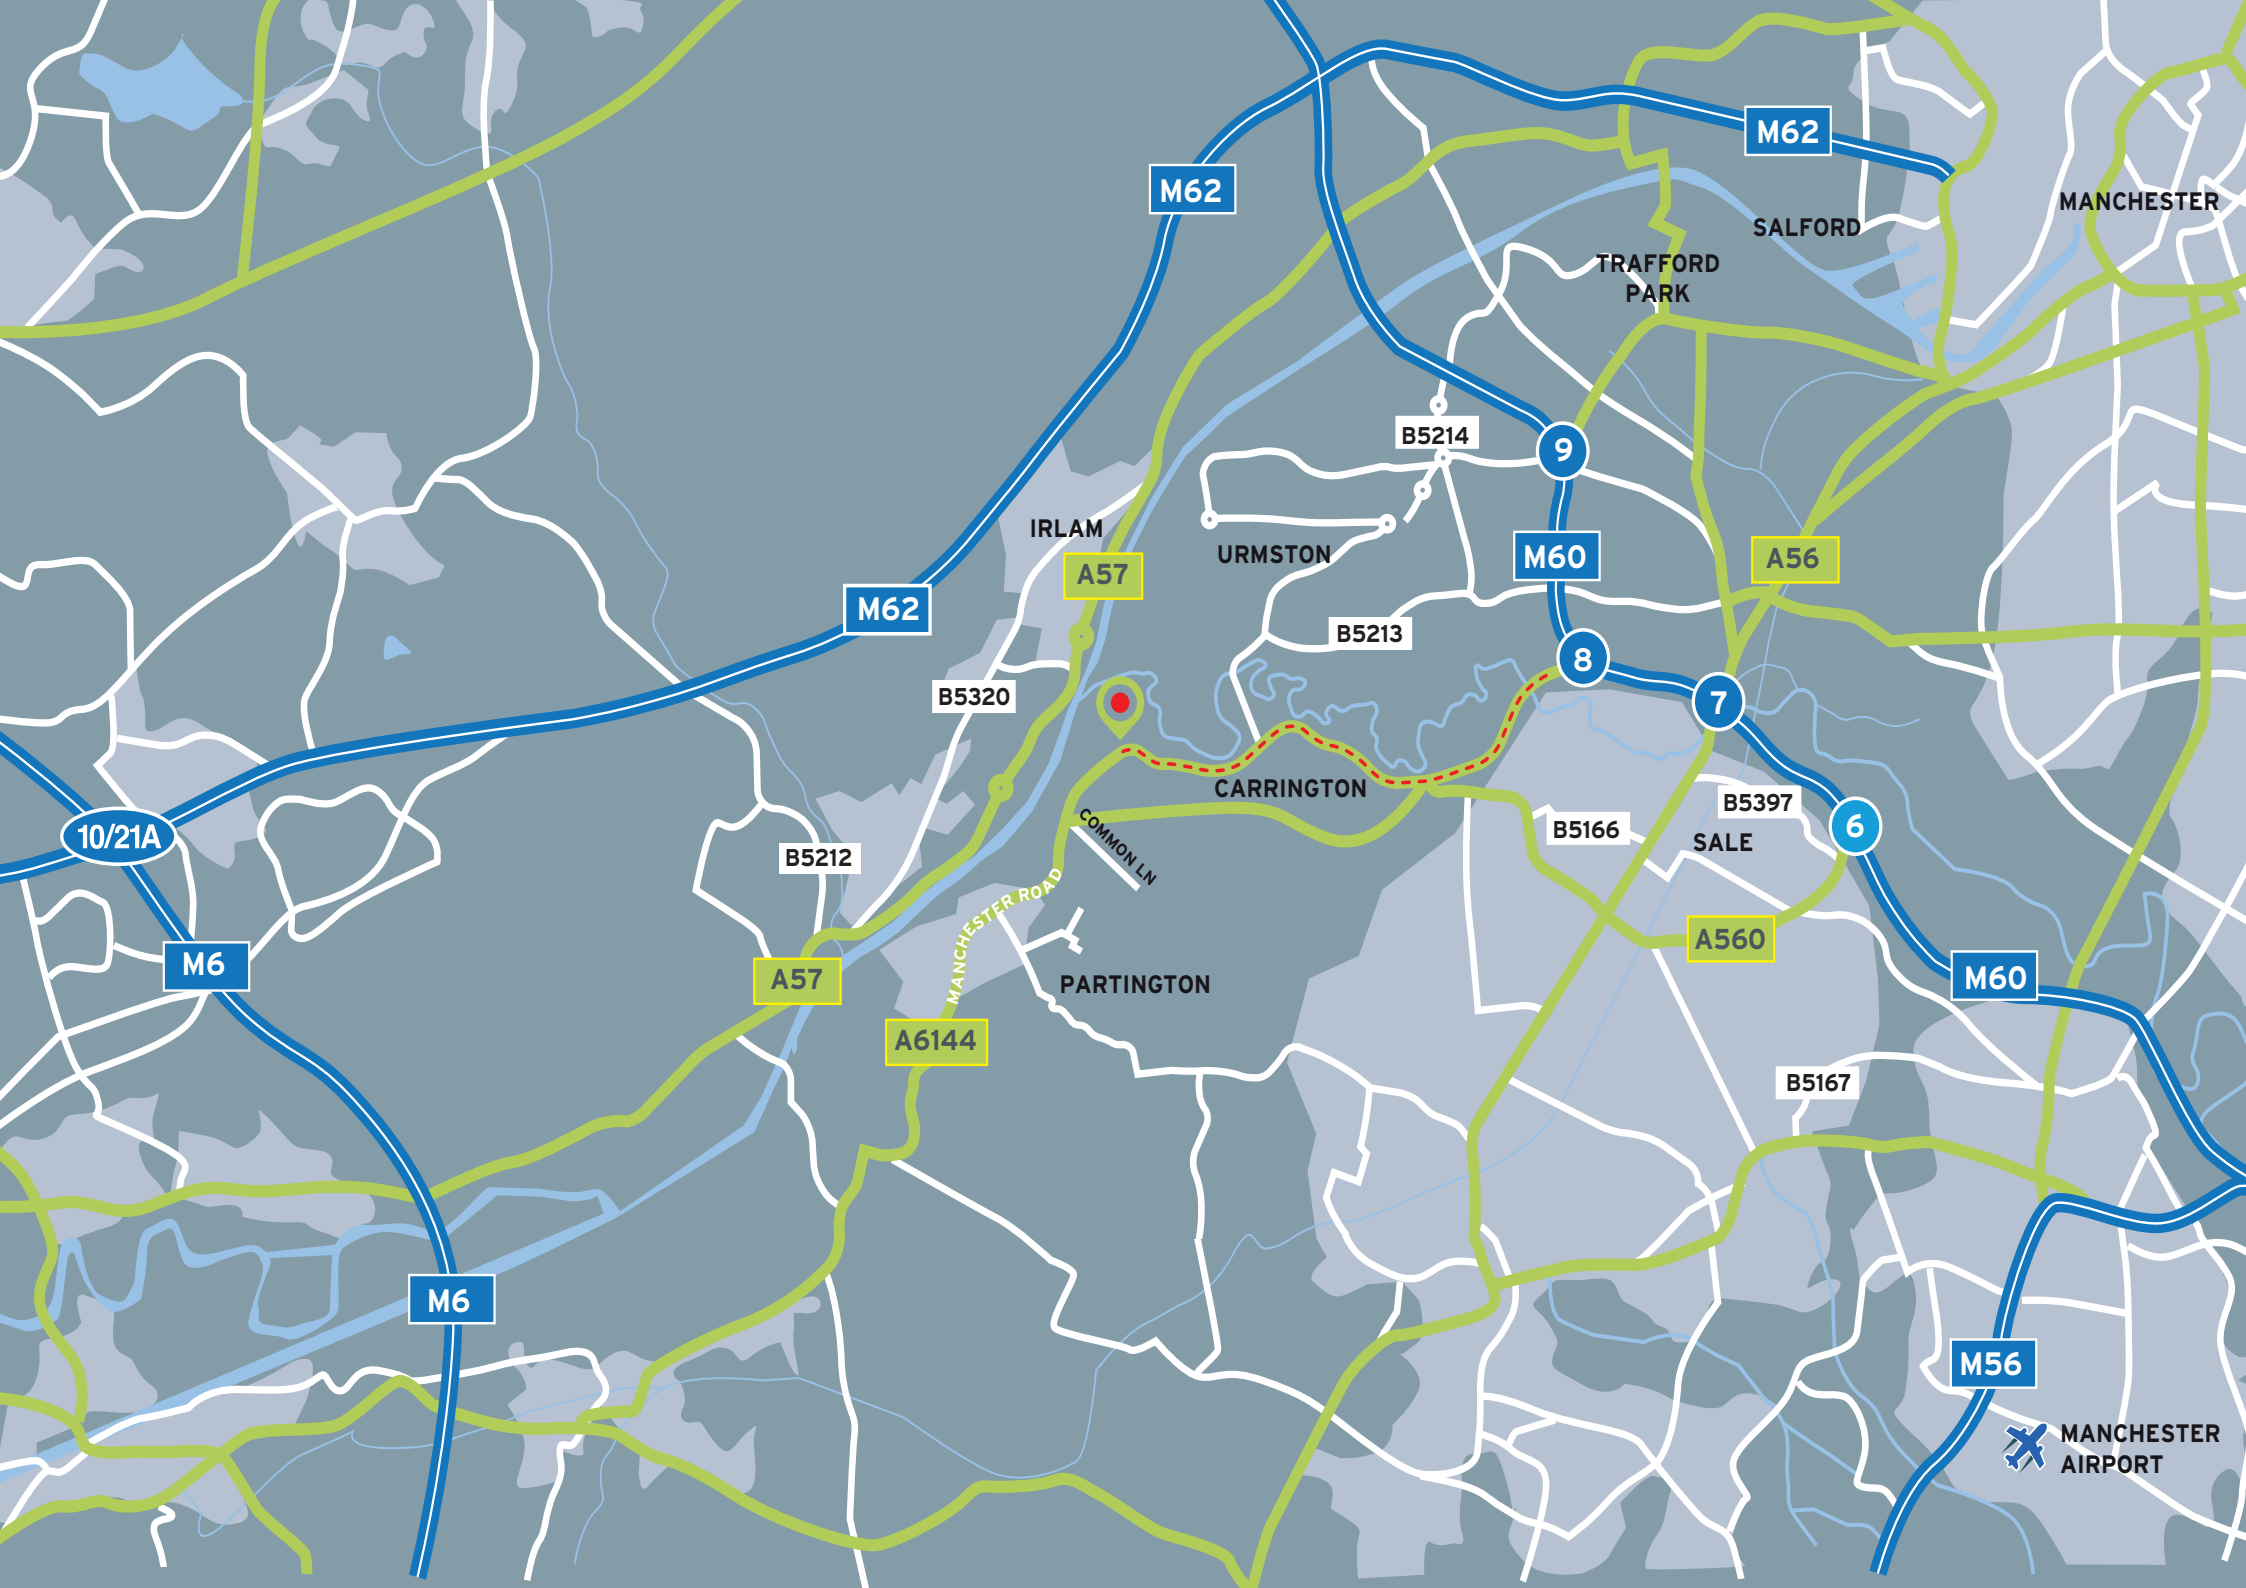 M62
M62
MANCHESTER
SALFORD
TRAFFORD
PARK
B5214
9
IRLAM
A57
URMSTON
M60
A56
M62
B5213
8
B5320
7
CARRINGTON
COMMON LN
B5397
B5166
SALE
6
10/21A
B5212
MANCHESTER ROAD
A560
M6
A57
PARTINGTON
M60
A6144
B5167
M6
M56
MANCHESTER
AIRPORT